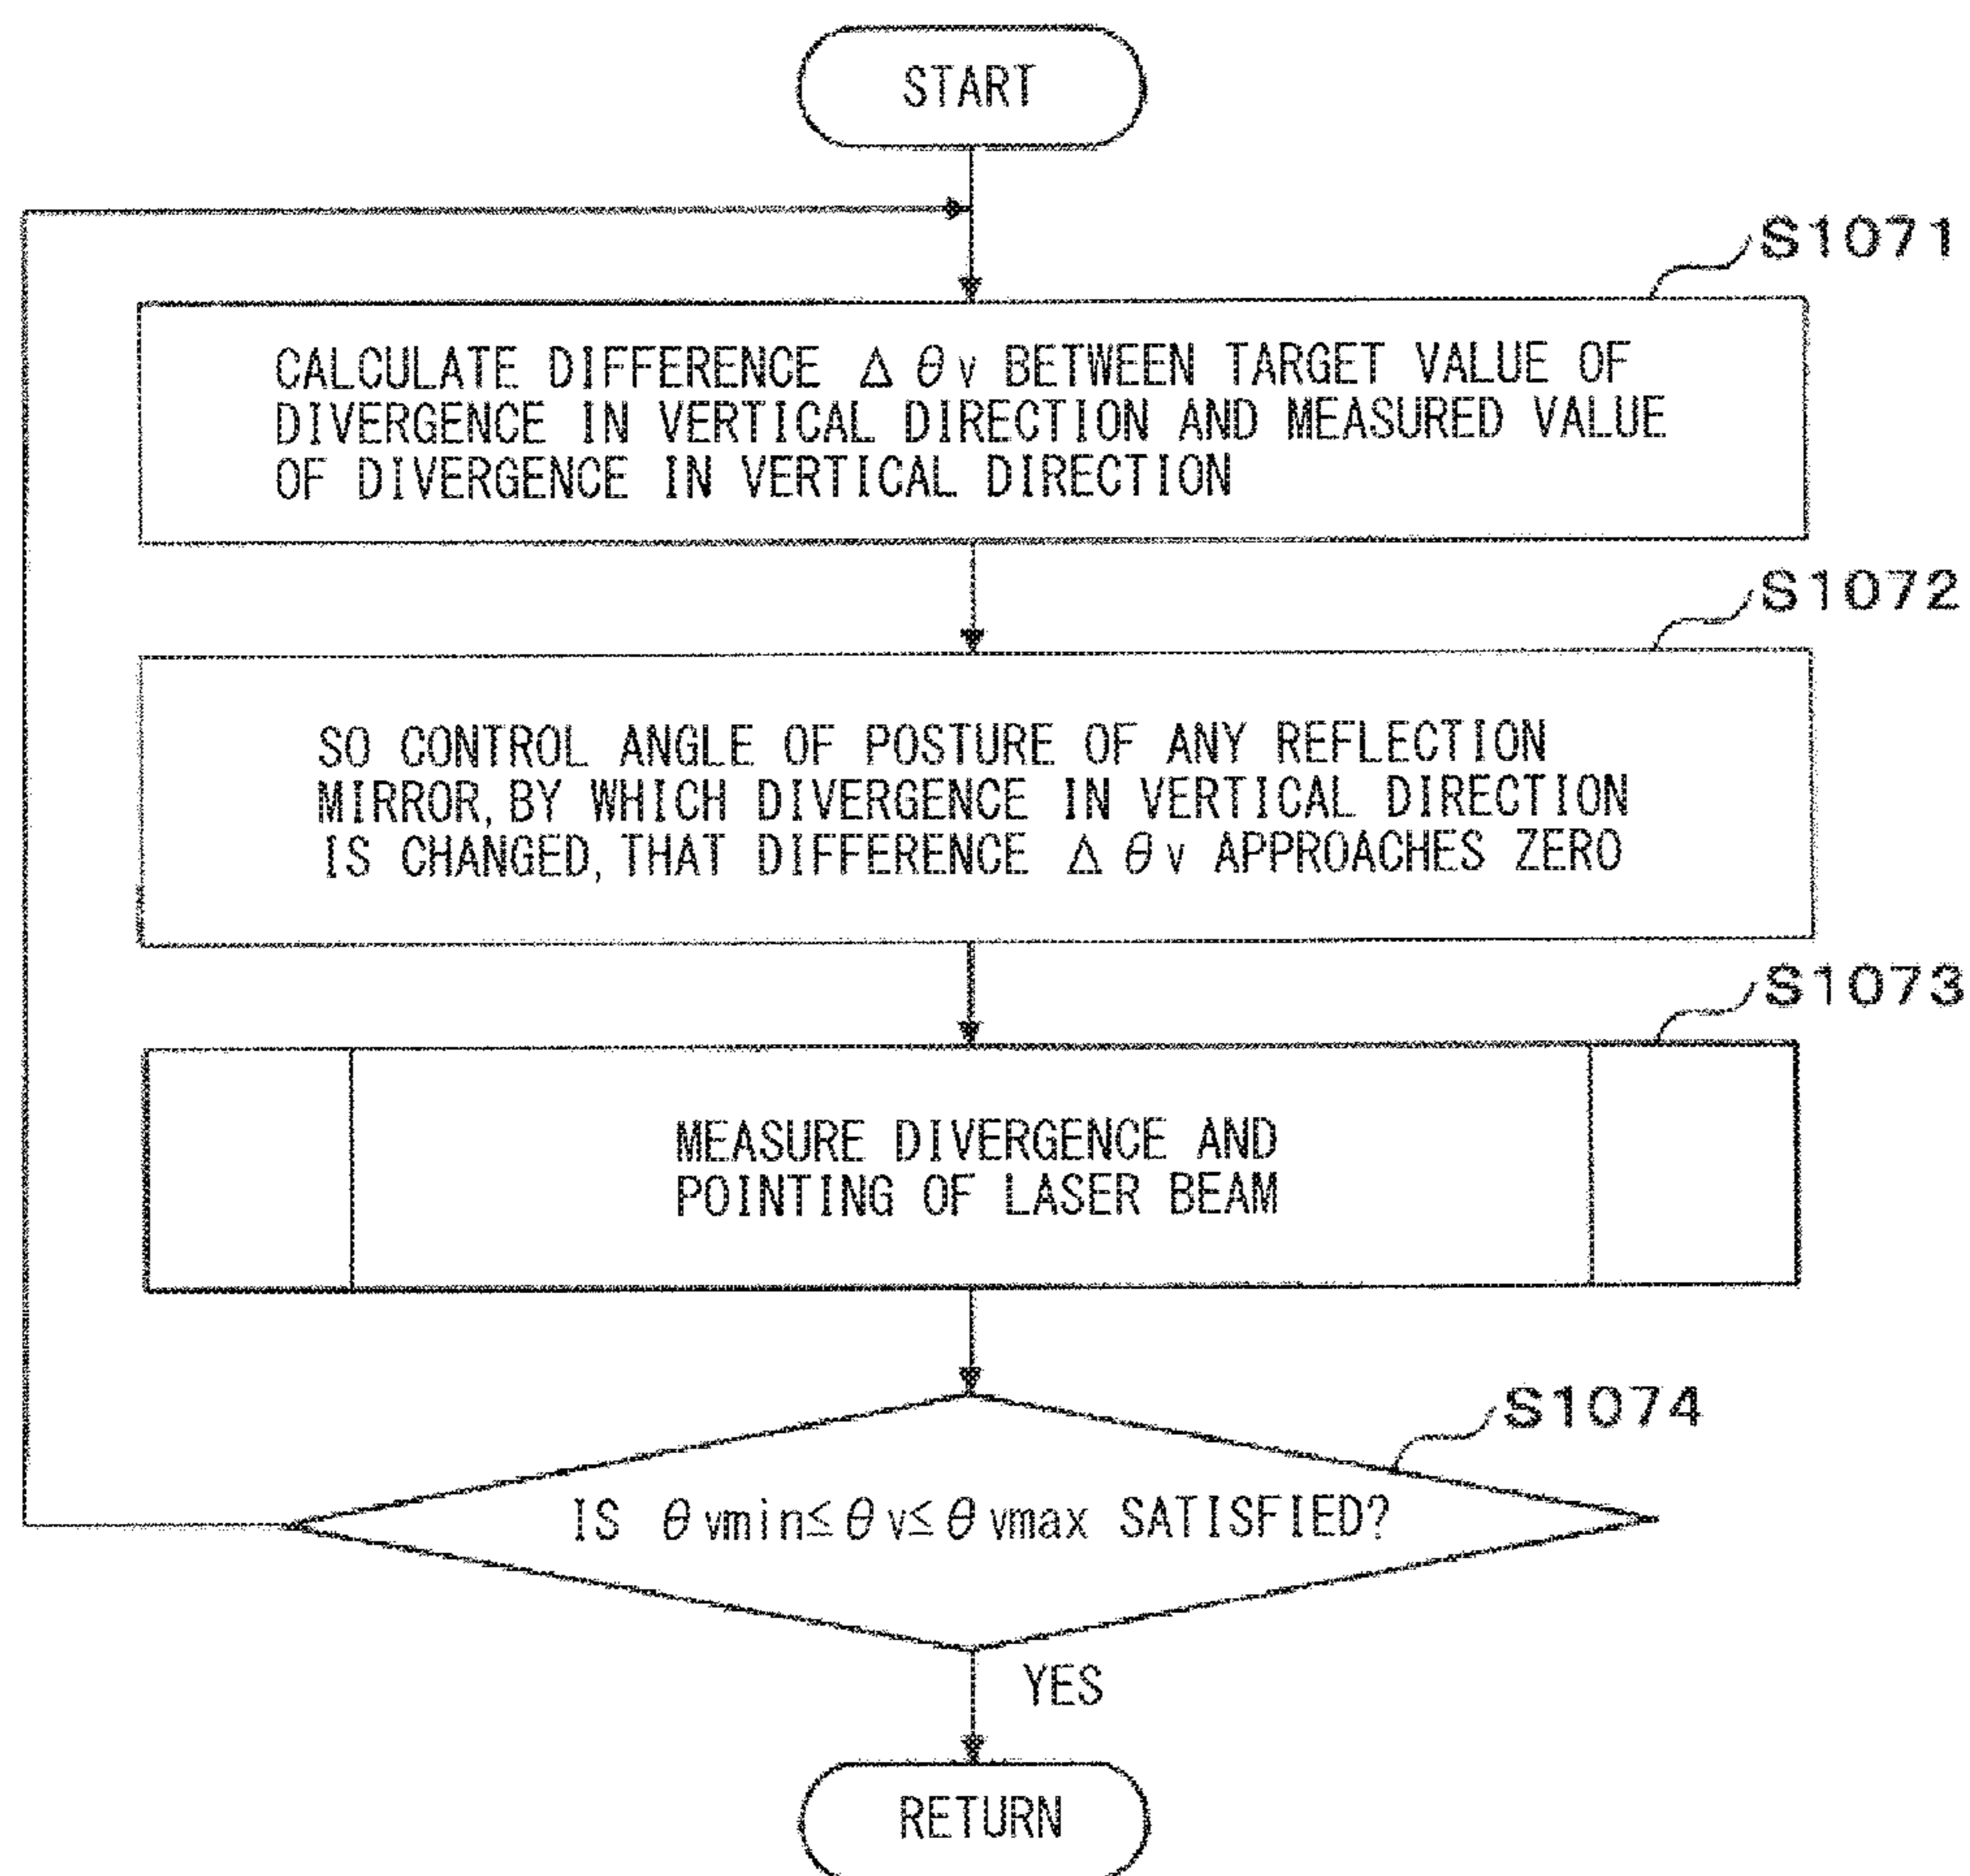 START
S1071
CALCULATE DIFFERENCE Δθv BETWEEN TARGET VALUE OF
DIVERGENCE IN VERTICAL DIRECTION AND MEASURED VALUE
OF DIVERGENCE IN VERTICAL DIRECTION
S1072
SO CONTROL ANGLE OF POSTURE OF ANY REFLECTION
MIRROR, BY WHICH DIVERGENCE IN VERTICAL DIRECTION
IS CHANGED, THAT DIFFERENCE Δθv APPROACHES ZERO
S1073
MEASURE DIVERGENCE AND
POINTING OF LASER BEAM
S1074
IS θvmin≦θv≦θvmax SATISFIED?
YES
RETURN